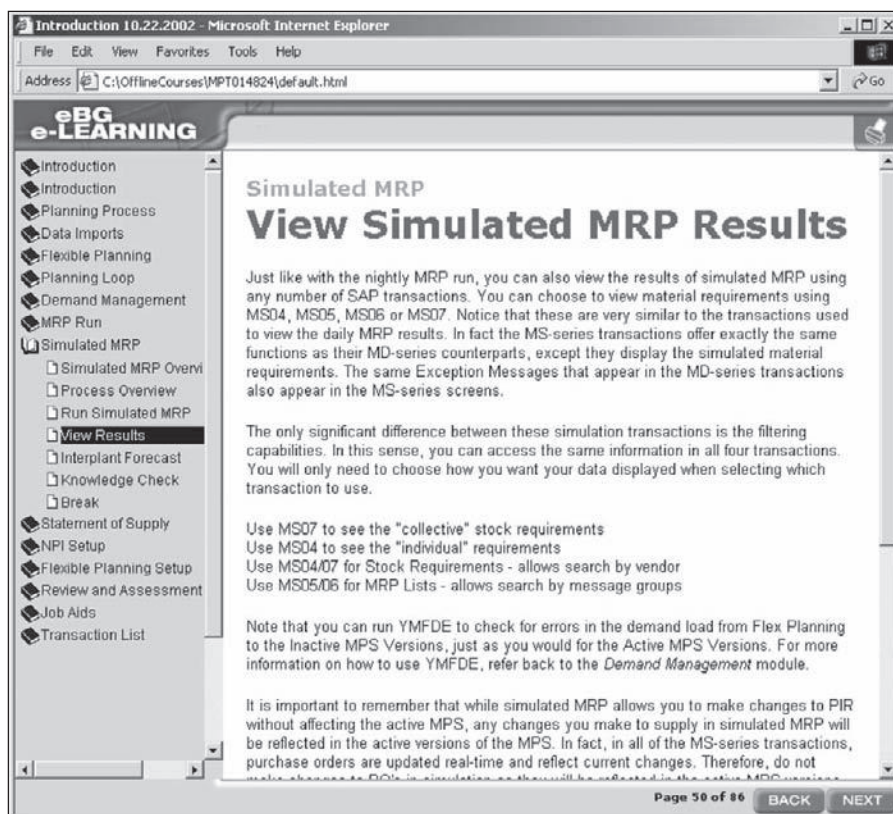 Introduction 10.22.2002 - Microsoft Internet Explorer
File Edit View Favorites Tools Help
Address C:\OfflineCourses\MPT014824\default.html Go
eBG
e-LEARNING
Introduction
Introduction
Planning Process
Data Imports
Flexible Planning
Planning Loop
Demand Management
MRP Run
Simulated MRP
Simulated MRP Overvi
Process Overview
Run Simulated MRP
View Results
Interplant Forecast
Knowledge Check
Break
Statement of Supply
NPI Setup
Flexible Planning Setup
Review and Assessment
Job Aids
Transaction List
Simulated MRP
View Simulated MRP Results
Just like with the nightly MRP run, you can also view the results of simulated MRP using
any number of SAP transactions. You can choose to view material requirements using
MS04, MS05, MS06 or MS07. Notice that these are very similar to the transactions used
to view the daily MRP results. In fact the MS-series transactions offer exactly the same
functions as their MD-series counterparts, except they display the simulated material
requirements. The same Exception Messages that appear in the MD-series transactions
also appear in the MS-series screens.
The only significant difference between these simulation transactions is the filtering
capabilities. In this sense, you can access the same information in all four transactions.
You will only need to choose how you want your data displayed when selecting which
transaction to use.
Use MS07 to see the "collective" stock requirements
Use MS04 to see the "individual" requirements
Use MS04/07 for Stock Requirements - allows search by vendor
Use MS05/06 for MRP Lists - allows search by message groups
Note that you can run YMFDE to check for errors in the demand load from Flex Planning
to the Inactive MPS Versions, just as you would for the Active MPS Versions. For more
information on how to use YMFDE, refer back to the Demand Management module.
It is important to remember that while simulated MRP allows you to make changes to PIR
without affecting the active MPS, any changes you make to supply in simulated MRP will
be reflected in the active versions of the MPS. In fact, in all of the MS-series transactions,
purchase orders are updated real-time and reflect current changes. Therefore, do not
make changes to PO's in simulation as they will be reflected in the active MPS versions
Page 50 of 86 BACK NEXT